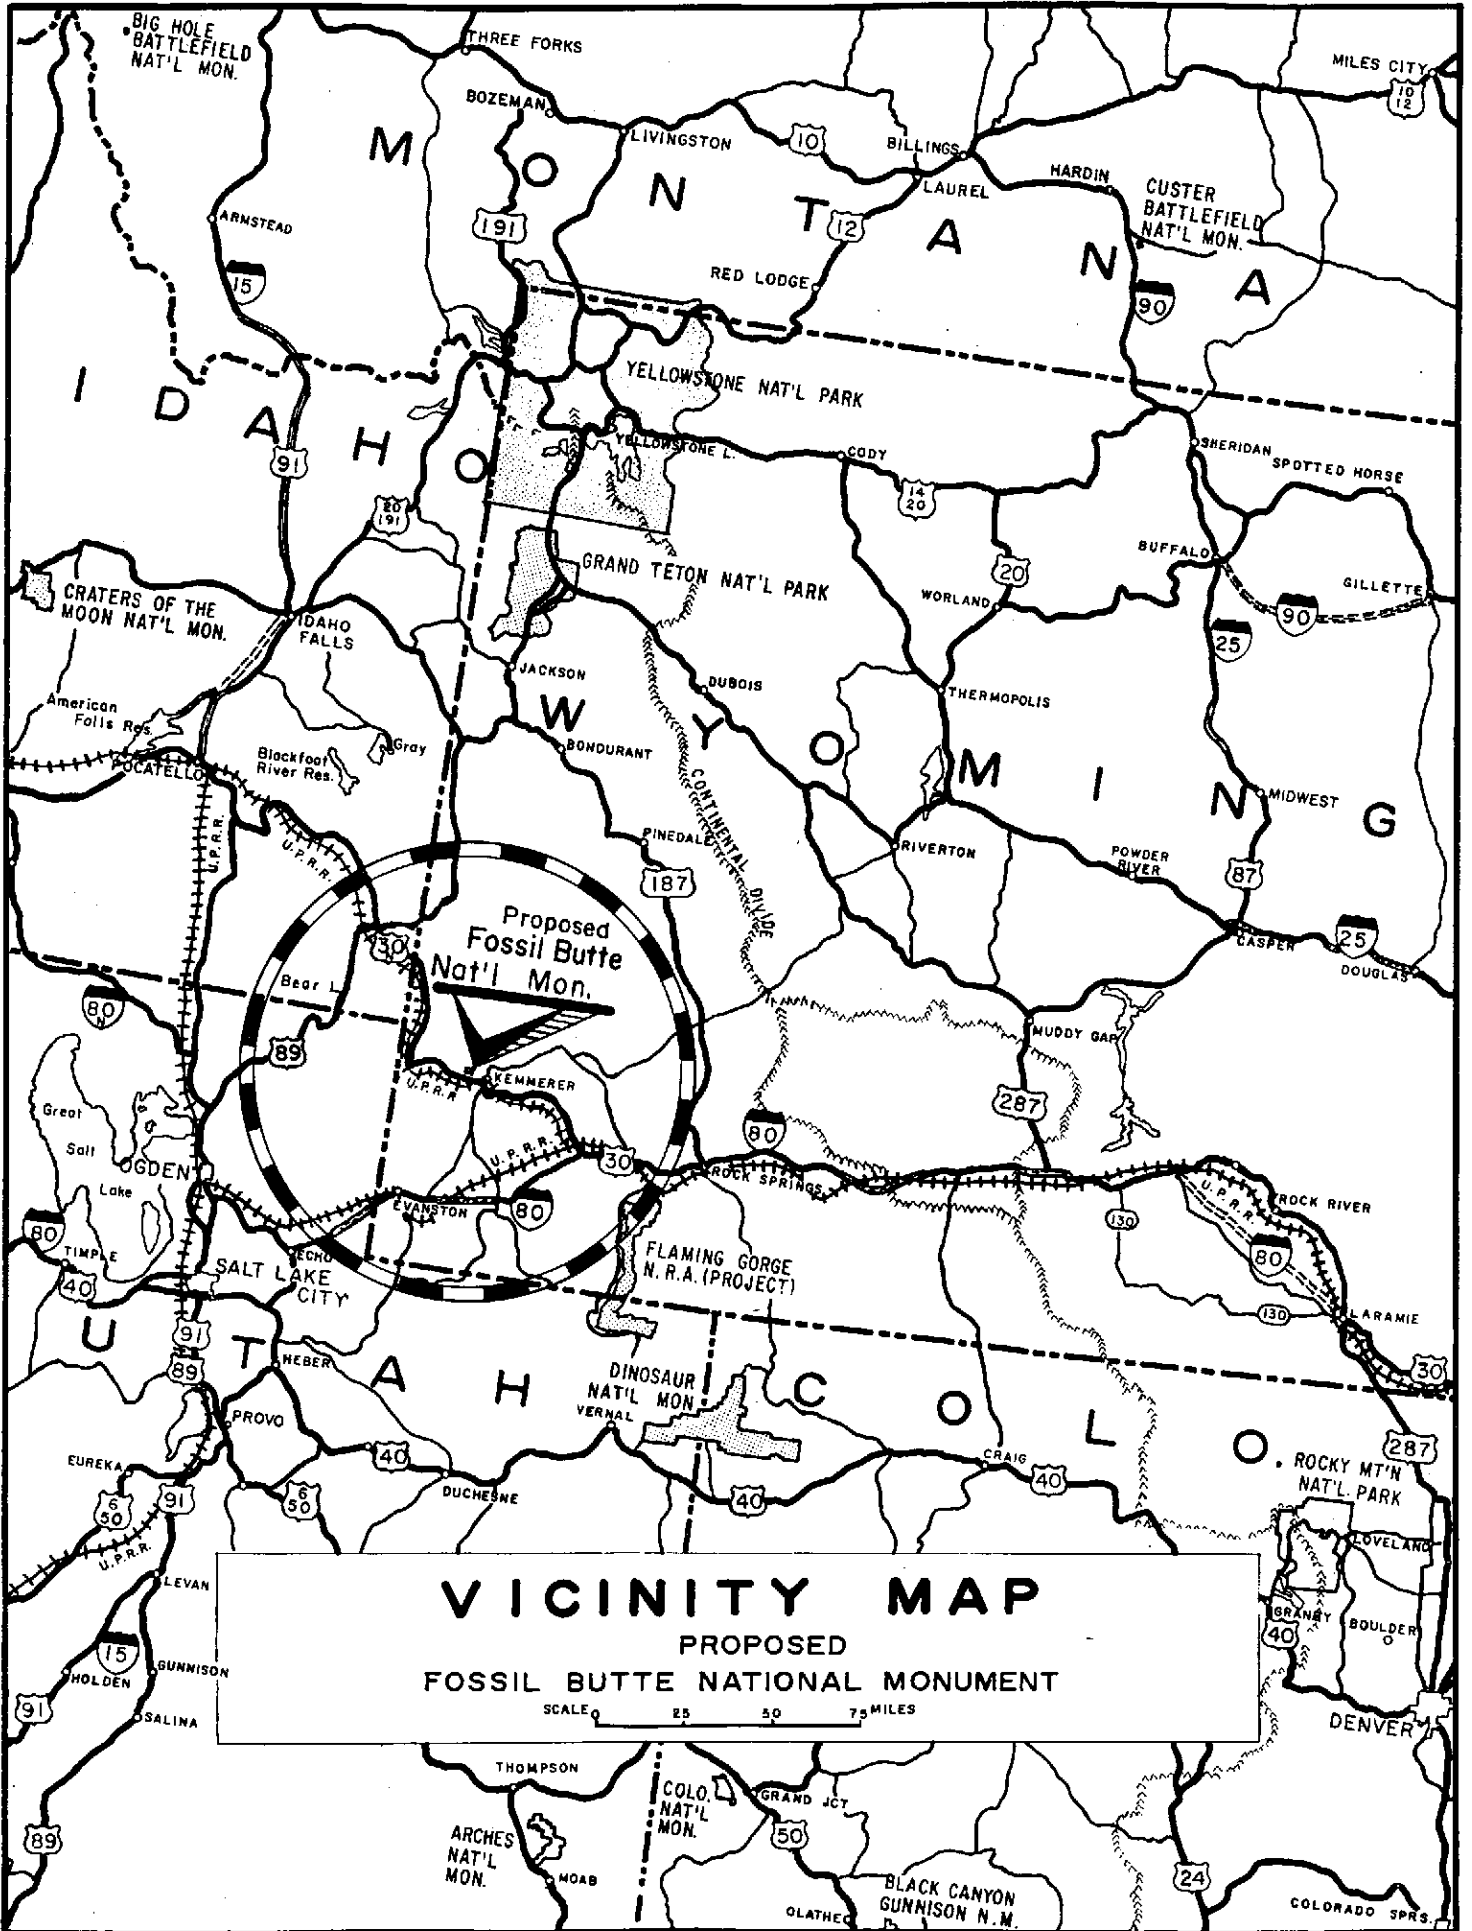 BIG HOLE
BATTLEFIELD
NAT'L MON.
THREE FORKS
MILES CITY
10
12
BOZEMAN
LIVINGSTON
10
BILLINGS
LAUREL
HARDIN
CUSTER
BATTLEFIELD
NAT'L MON.
MONTANA
ARMSTEAD
191
12
15
RED LODGE
90
YELLOWSTONE NAT'L PARK
IDAHO
91
YELLOWSTONE L.
CODY
SHERIDAN
SPOTTED HORSE
20
191
14
20
BUFFALO
GILLETTE
GRAND TETON NAT'L PARK
20
WORLAND
90
25
CRATERS OF THE
MOON NAT'L MON.
IDAHO
FALLS
JACKSON
DUBOIS
THERMOPOLIS
American
Falls Res.
Blackfoot
River Res.
Gray
WYOMING
BONDURANT
POCATELLO
CONTINENTAL DIVIDE
MIDWEST
U.P.R.R.
U.P.R.R.
PINEDALE
RIVERTON
POWDER
RIVER
187
87
Proposed
Fossil Butte
Nat'l Mon.
30
CASPER
25
DOUGLAS
Bear L
80
N
89
MUDDY GAP
KEMMERER
U.P.R.R
287
Great
Salt
Lake
OGDEN
80
U.P.R.R.
30
ROCK SPRINGS
U.P.R.R.
ROCK RIVER
EVANSTON
80
130
80
TIMPLE
40
ECHO
SALT LAKE
CITY
FLAMING GORGE
N.R.A. (PROJECT)
80
130
LARAMIE
91
89
UTAH
HEBER
30
DINOSAUR
NAT'L MON
VERNAL
COLO.
PROVO
287
EUREKA
40
CRAIG
40
ROCKY MT'N
NAT'L. PARK
6
50
91
6
50
DUCHESNE
40
LOVELAND
U.P.R.R.
LEVAN
VICINITY MAP
PROPOSED
FOSSIL BUTTE NATIONAL MONUMENT
SCALE 0 25 50 75 MILES
GRANBY
40
BOULDER
15
GUNNISON
HOLDEN
91
SALINA
DENVER
THOMPSON
COLO.
NAT'L
MON.
GRAND JCT
50
89
ARCHES
NAT'L
MON.
MOAB
BLACK CANYON
GUNNISON N.M.
OLATHE
24
COLORADO SPRS.